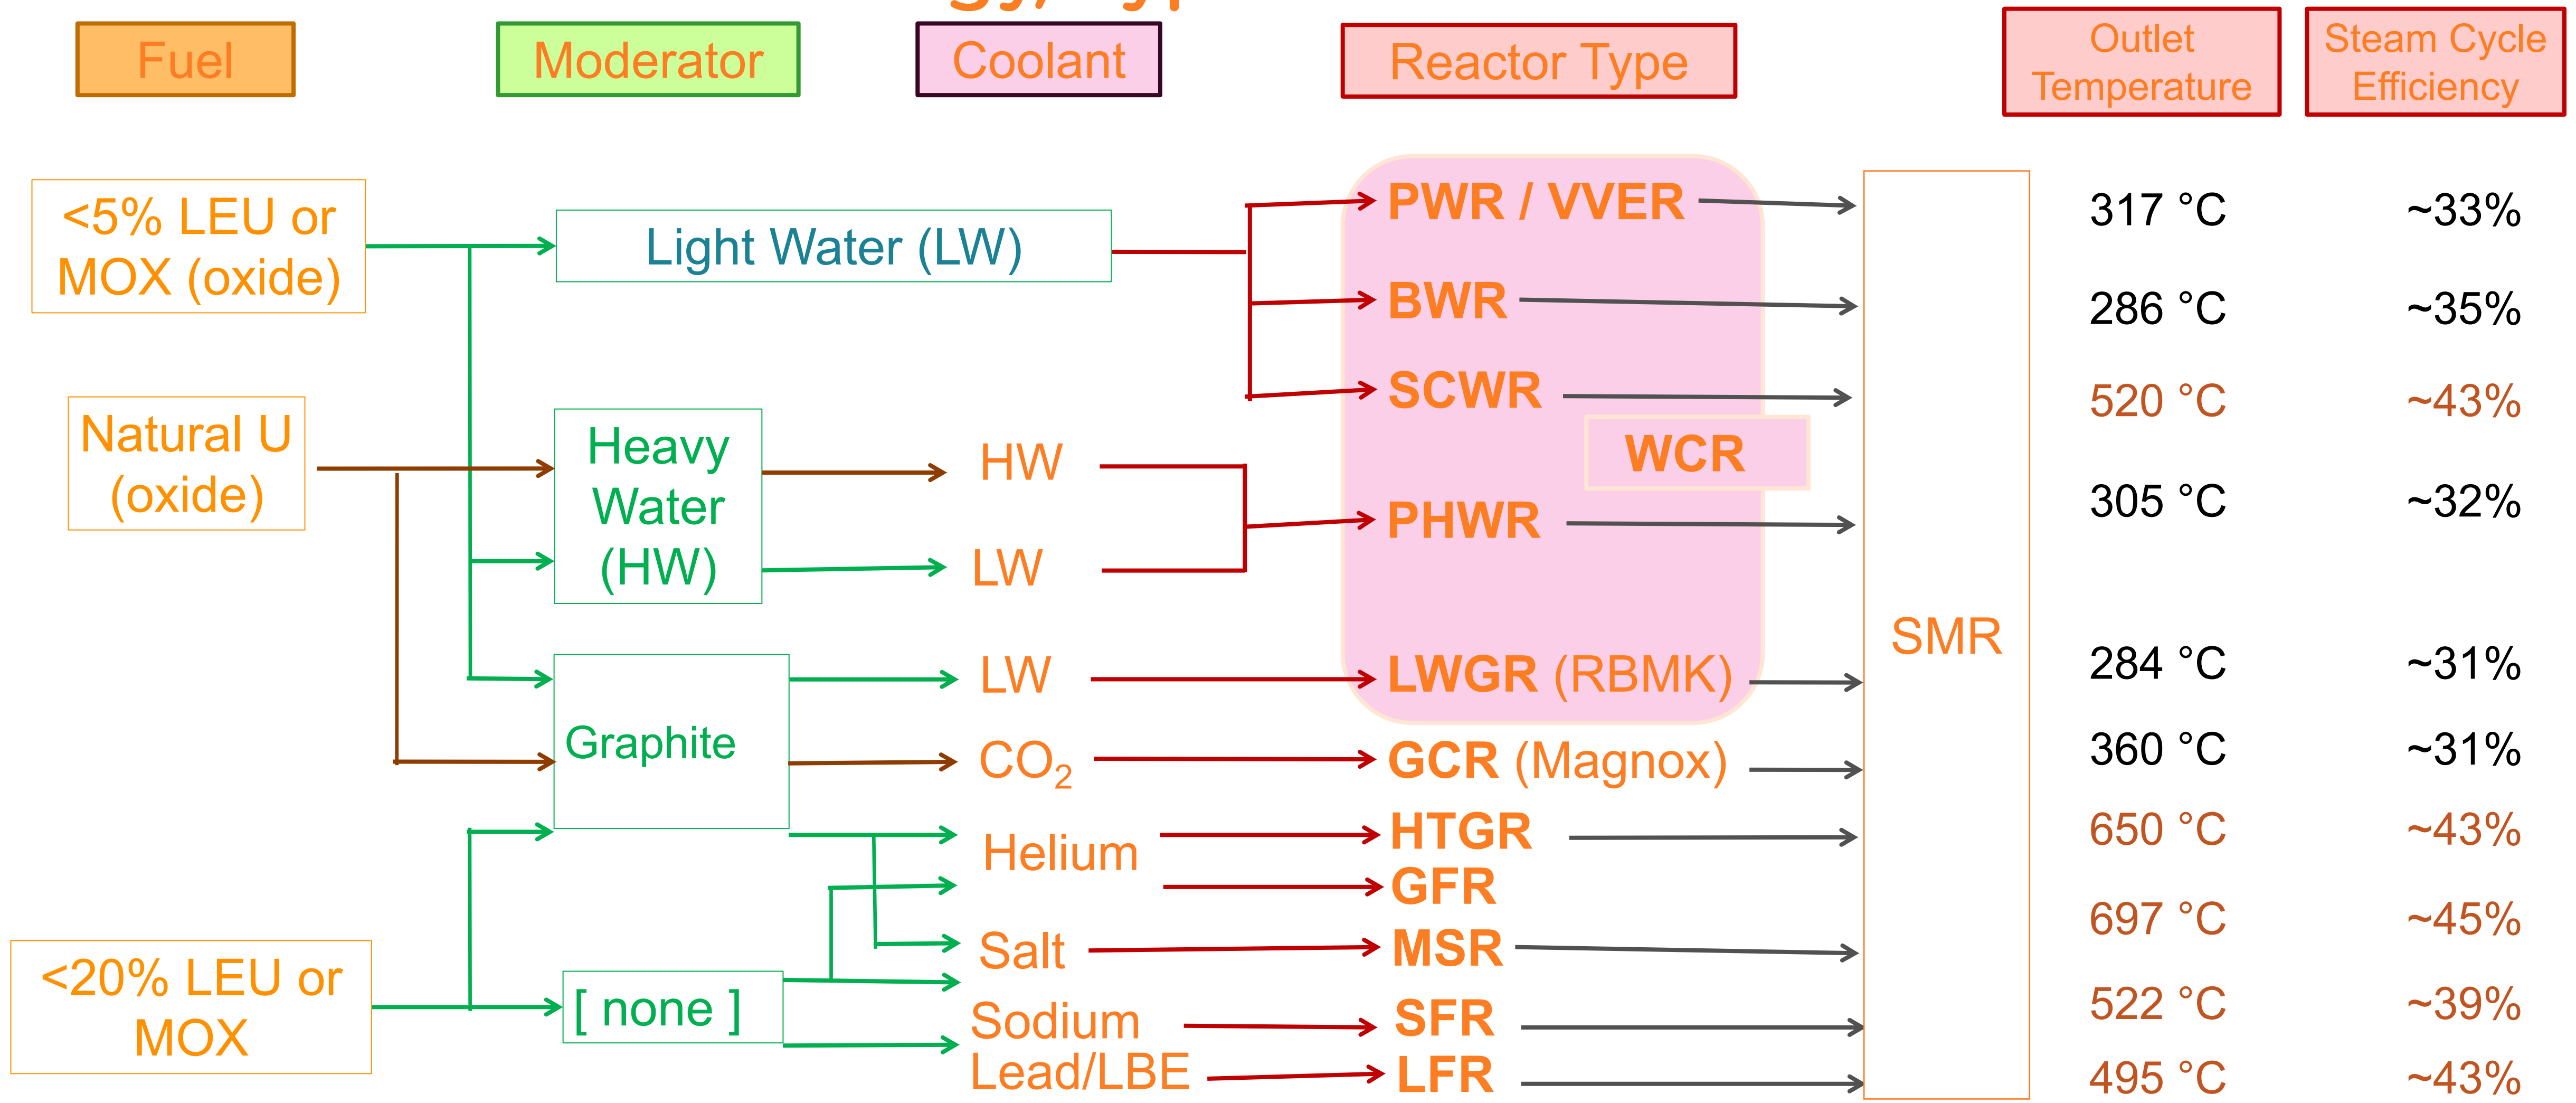 Fuel
Moderator
Coolant
Reactor Type
Outlet
Temperature
Steam Cycle
Efficiency
<5% LEU or
MOX (oxide)
Light Water (LW)
PWR / VVER
317 °C
~33%
BWR
286 °C
~35%
SCWR
520 °C
~43%
Natural U
(oxide)
Heavy
Water
(HW)
HW
WCR
PHWR
305 °C
~32%
LW
SMR
Graphite
LW
LWGR (RBMK)
284 °C
~31%
CO₂
GCR (Magnox)
360 °C
~31%
Helium
HTGR
650 °C
~43%
GFR
<20% LEU or
MOX
[ none ]
Salt
MSR
697 °C
~45%
Sodium
SFR
522 °C
~39%
Lead/LBE
LFR
495 °C
~43%